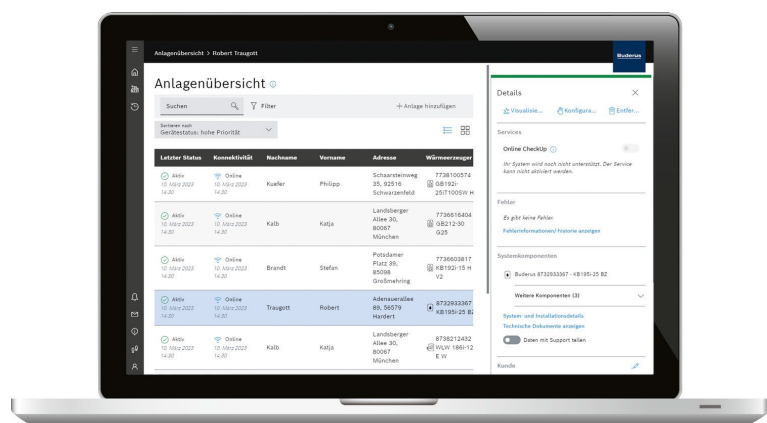 Anlagenübersicht > Robert Traugott
Buderus
Anlagenübersicht
Suchen
Filter
+ Anlage hinzufügen
Sortieren nach
Gerätestatus: hohe Priorität
Letzter Status Konnektivität Nachname Vorname Adresse Wärmeerzeuger
Aktiv
10. März 2023
14:30
Online
10. März 2023
14:30
Kuefer
Philipp
Schaarsteinweg
35, 92516
Schwarzenfeld
7738100574
GB192i-
25iT100SW H
Aktiv
10. März 2023
14:30
Online
10. März 2023
14:30
Kalb
Katja
Landsberger
Allee 30,
80067
München
7736616404
GB212-30
G25
Aktiv
10. März 2023
14:30
Online
10. März 2023
14:30
Brandt
Stefan
Potsdamer
Platz 39,
85098
Großmehring
7736603817
KB192i-15 H
V2
Aktiv
10. März 2023
14:30
Online
10. März 2023
14:30
Traugott
Robert
Adenauerallee
89, 56579
Hardert
8732933367
KB195i-25 BZ
Aktiv
10. März 2023
14:30
Online
10. März 2023
14:30
Kalb
Katja
Landsberger
Allee 30,
80067
München
8738212432
WLW 186i-12
E W
Details
Visualisie... Konfigura... Entfer...
Services
Online CheckUp
Ihr System wird noch nicht unterstützt. Der Service
kann nicht aktiviert werden.
Fehler
Es gibt keine Fehler.
Fehlerinformationen/-historie anzeigen
Systemkomponenten
Buderus 8732933367 - KB195i-25 BZ
Weitere Komponenten (3)
System- und Installationsdetails
Technische Dokumente anzeigen
Daten mit Support teilen
Kunde